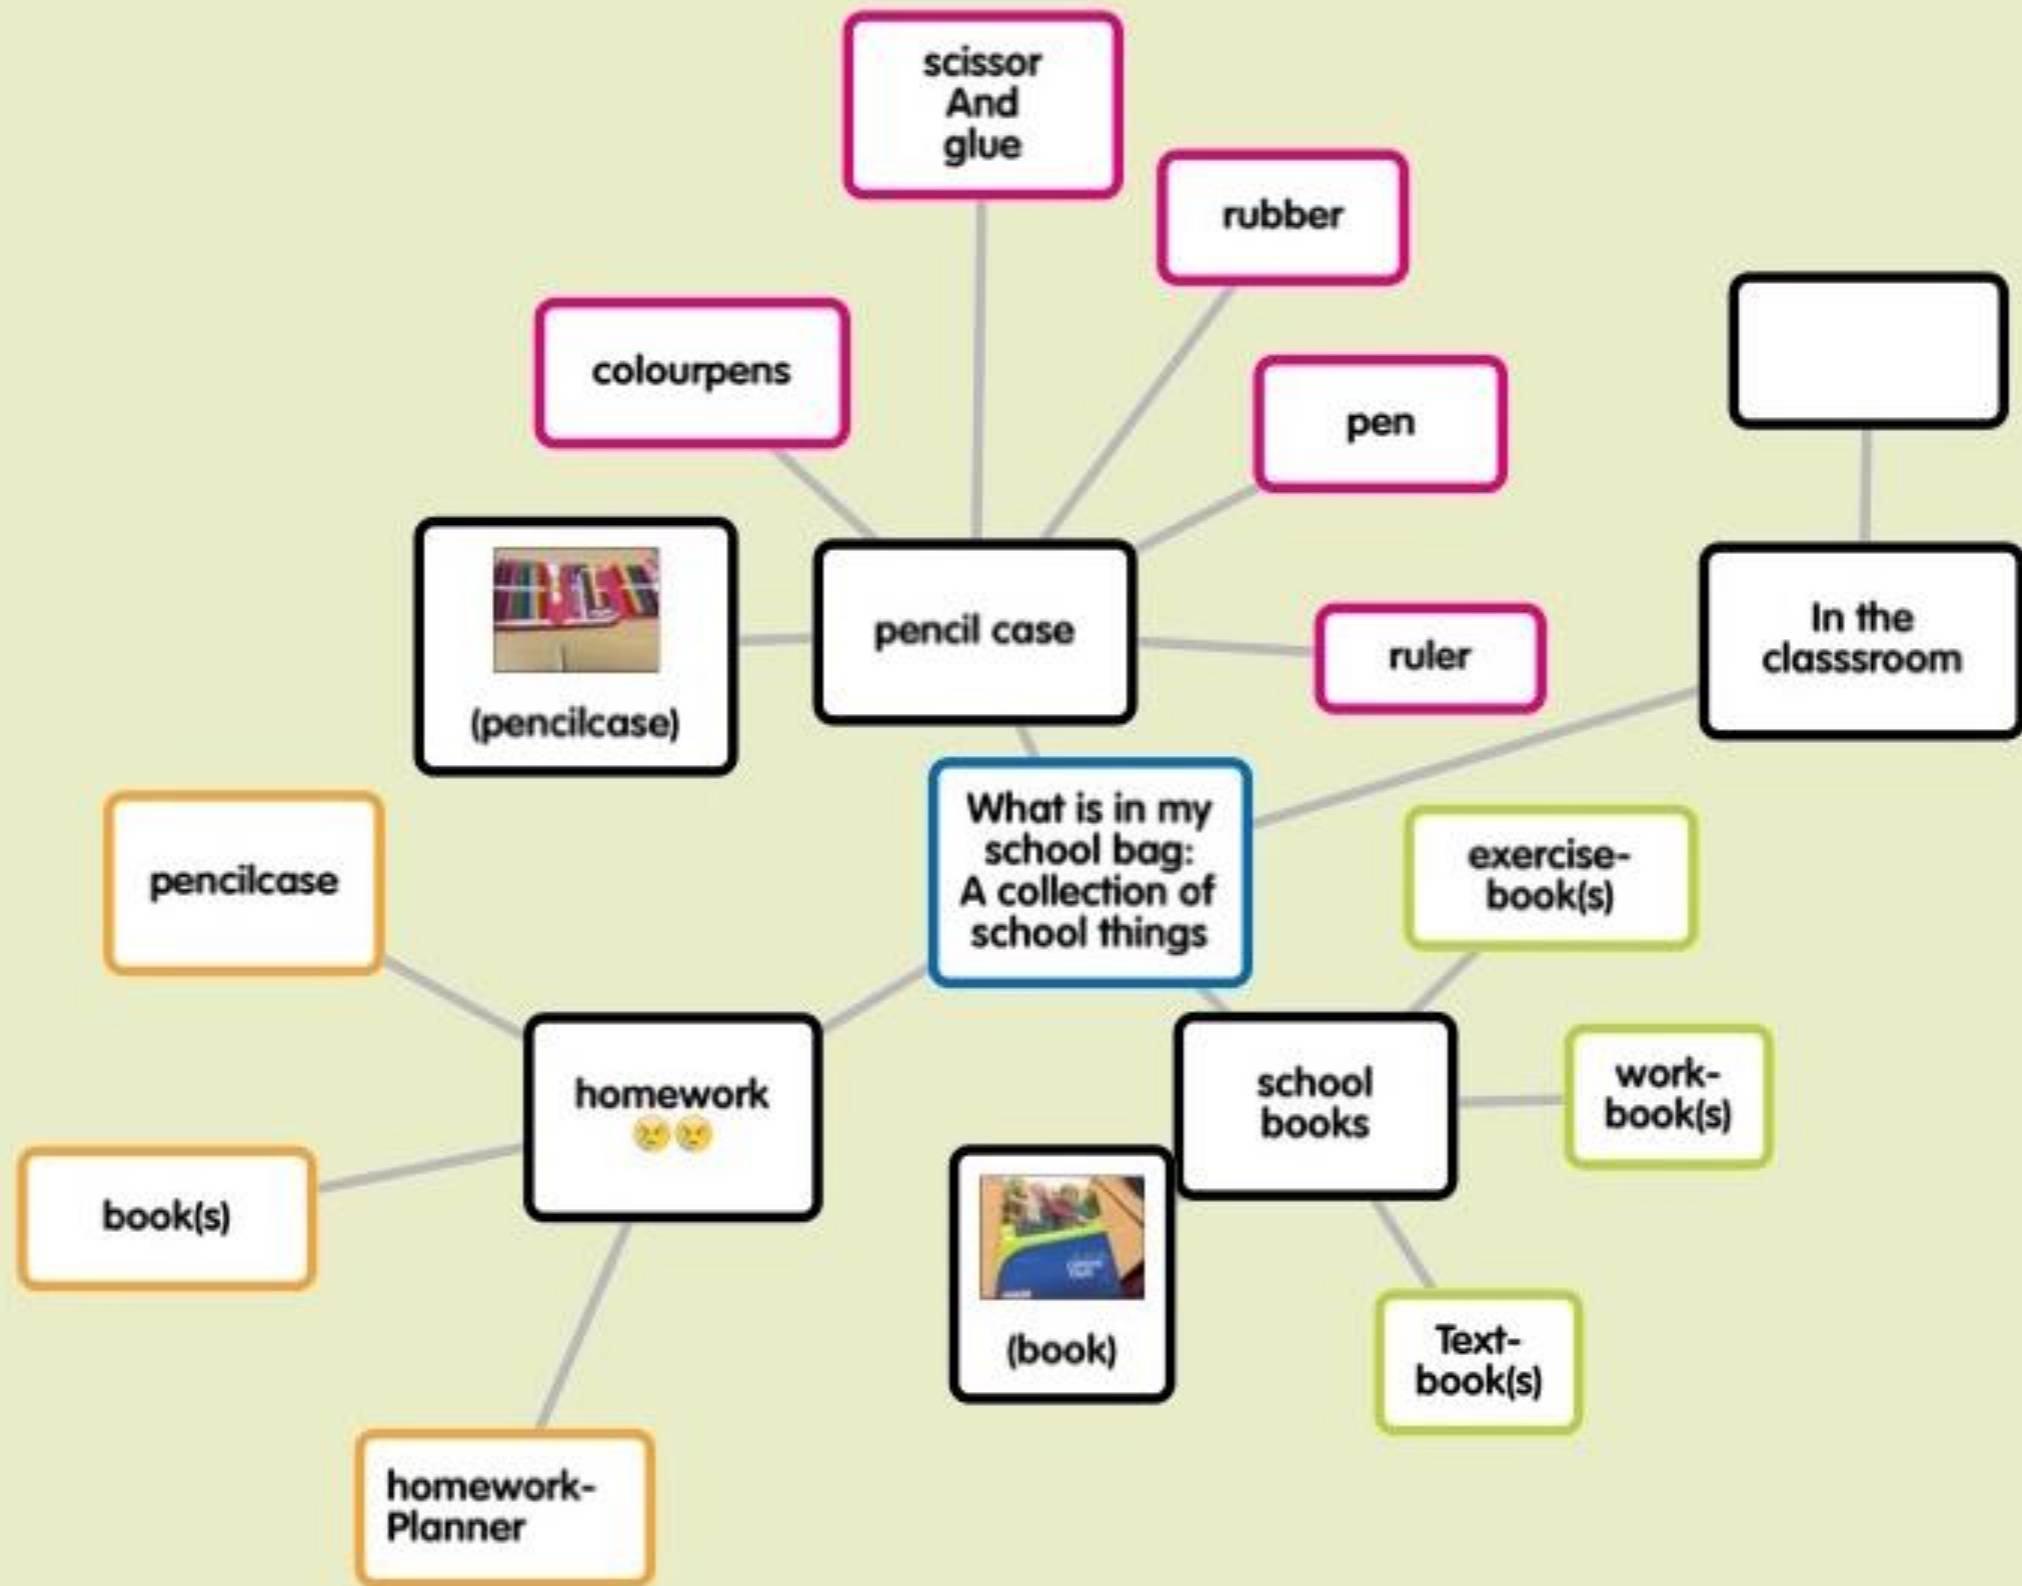 scissor
And
glue
rubber
colourpens
pen
(pencilcase)
pencil case
ruler
In the
classsroom
What is in my
school bag:
A collection of
school things
pencilcase
exercise-
book(s)
homework
😢😢
school
books
work-
book(s)
book(s)
(book)
Text-
book(s)
homework-
Planner